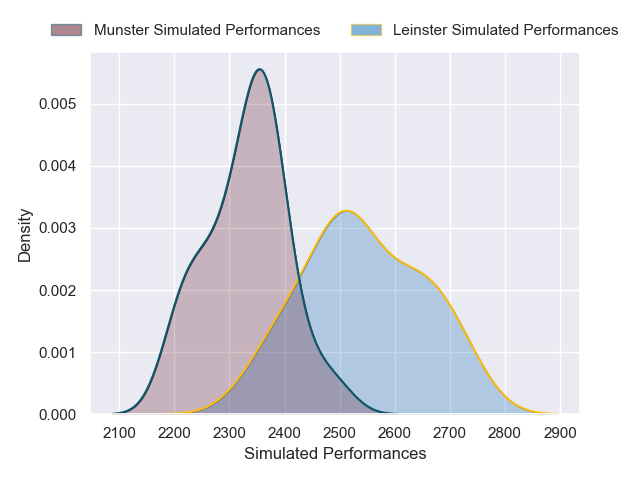 Munster Simulated Performances Leinster Simulated Performances
0.005
0.004
0.003
0.002
0.001
0.000
Density
2100 2200 2300 2400 2500 2600 2700 2800 2900
Simulated Performances